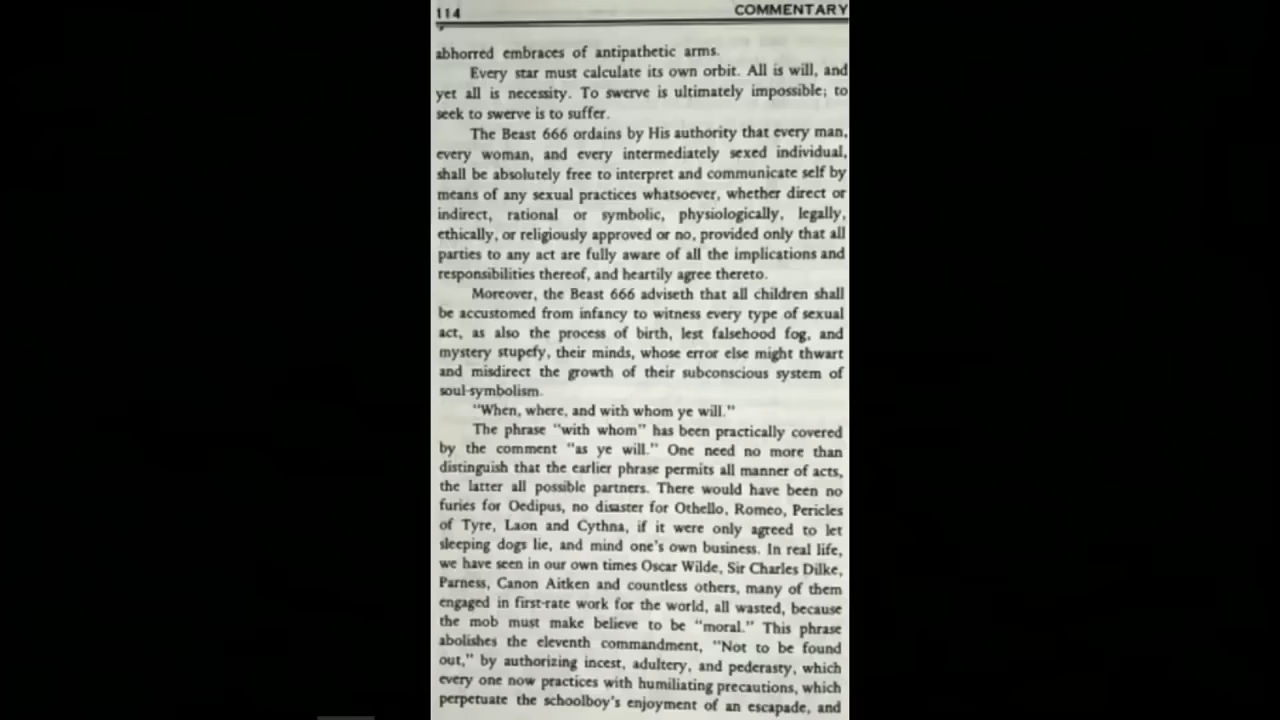 114 COMMENTARY
abhorred embraces of antipathetic arms.
Every star must calculate its own orbit. All is will, and
yet all is necessity. To swerve is ultimately impossible; to
seek to swerve is to suffer.
The Beast 666 ordains by His authority that every man,
every woman, and every intermediately sexed individual,
shall be absolutely free to interpret and communicate self by
means of any sexual practices whatsoever, whether direct or
indirect, rational or symbolic, physiologically, legally,
ethically, or religiously approved or no, provided only that all
parties to any act are fully aware of all the implications and
responsibilities thereof, and heartily agree thereto.
Moreover, the Beast 666 adviseth that all children shall
be accustomed from infancy to witness every type of sexual
act, as also the process of birth, lest falsehood fog, and
mystery stupefy, their minds, whose error else might thwart
and misdirect the growth of their subconscious system of
soul-symbolism.
"When, where, and with whom ye will."
The phrase "with whom" has been practically covered
by the comment "as ye will." One need no more than
distinguish that the earlier phrase permits all manner of acts,
the latter all possible partners. There would have been no
furies for Oedipus, no disaster for Othello, Romeo, Pericles
of Tyre, Laon and Cythna, if it were only agreed to let
sleeping dogs lie, and mind one's own business. In real life,
we have seen in our own times Oscar Wilde, Sir Charles Dilke,
Parness, Canon Aitken and countless others, many of them
engaged in first-rate work for the world, all wasted, because
the mob must make believe to be "moral." This phrase
abolishes the eleventh commandment, "Not to be found
out," by authorizing incest, adultery, and pederasty, which
every one now practices with humiliating precautions, which
perpetuate the schoolboy's enjoyment of an escapade, and